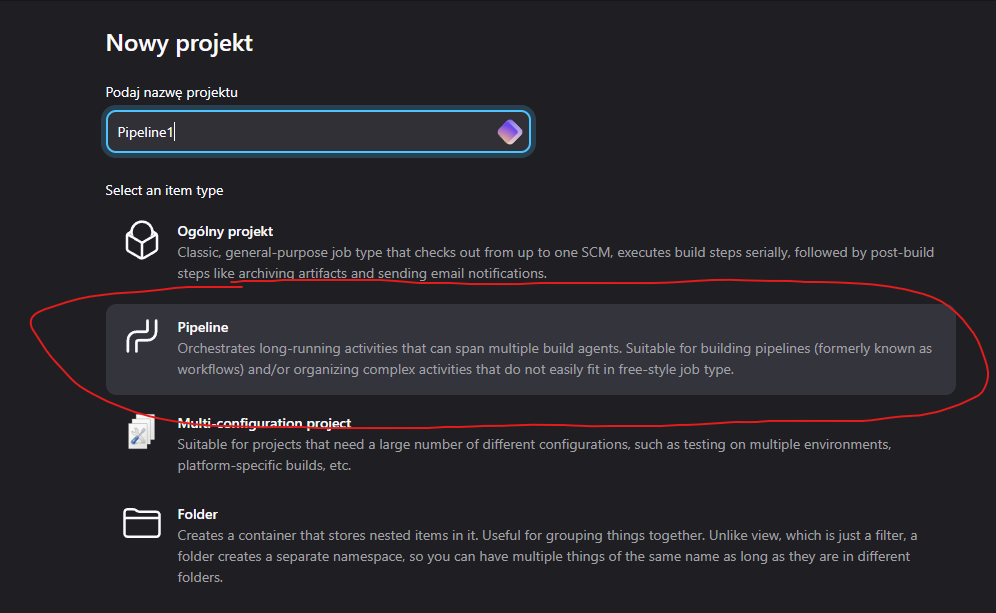 Nowy projekt
Podaj nazwę projektu
Pipeline1
Select an item type
Ogólny projekt
Classic, general-purpose job type that checks out from up to one SCM, executes build steps serially, followed by post-build
steps like archiving artifacts and sending email notifications.
Pipeline
Orchestrates long-running activities that can span multiple build agents. Suitable for building pipelines (formerly known as
workflows) and/or organizing complex activities that do not easily fit in free-style job type.
Multi-configuration project
Suitable for projects that need a large number of different configurations, such as testing on multiple environments,
platform-specific builds, etc.
Folder
Creates a container that stores nested items in it. Useful for grouping things together. Unlike view, which is just a filter, a
folder creates a separate namespace, so you can have multiple things of the same name as long as they are in different
folders.